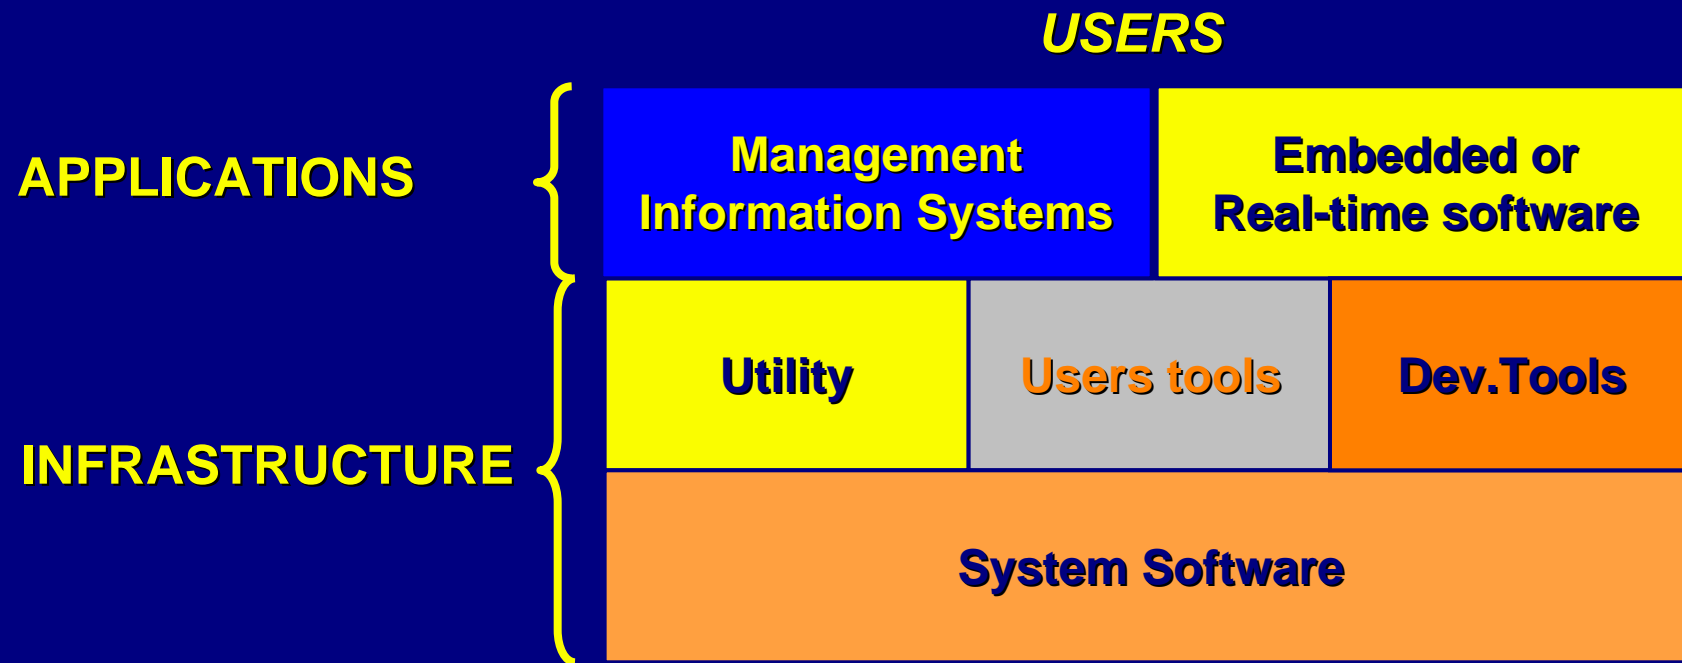 USERS
APPLICATIONS
Management
Information Systems
Embedded or
Real-time software
INFRASTRUCTURE
Utility
Users tools
Dev.Tools
System Software